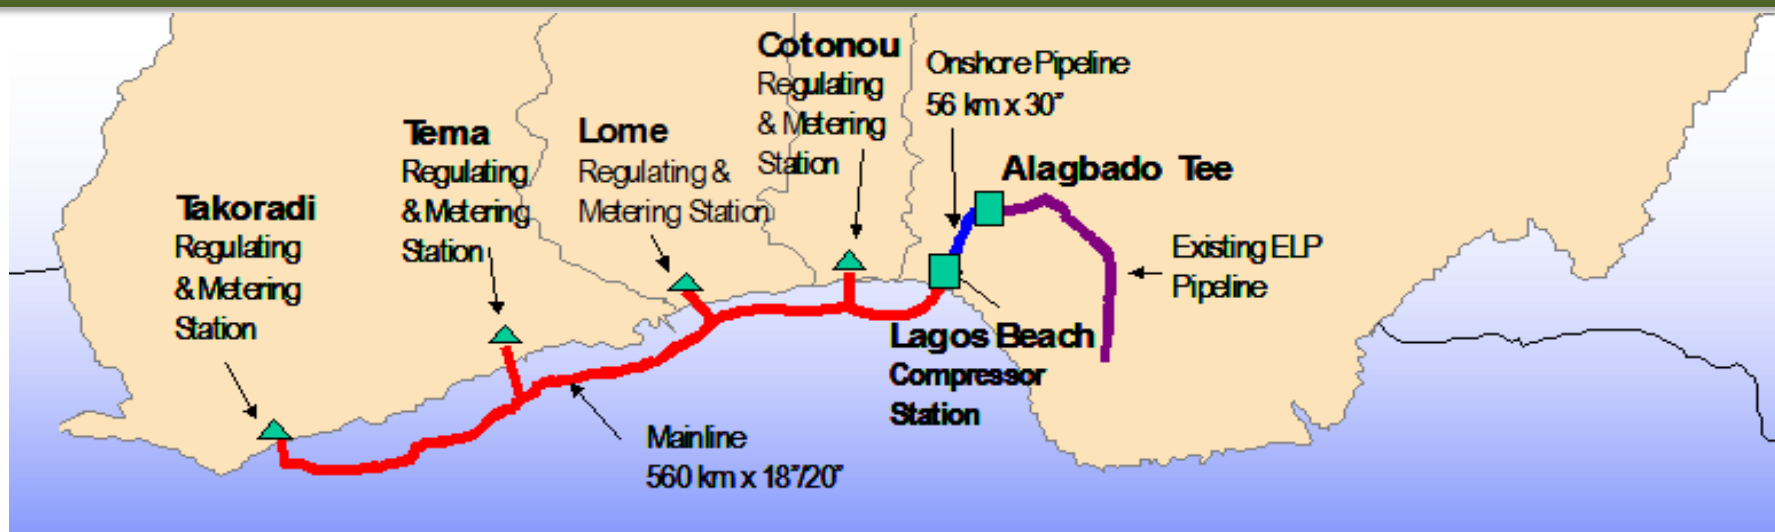 Takoradi
Regulating
& Metering
Station
Tema
Regulating
& Metering
Station
Lome
Regulating &
Metering Station
Cotonou
Regulating
& Metering
Station
Onshore Pipeline
56 km x 30"
Alagbado Tee
Existing ELP
Pipeline
Lagos Beach
Compressor
Station
Mainline
560 km x 18"/20"